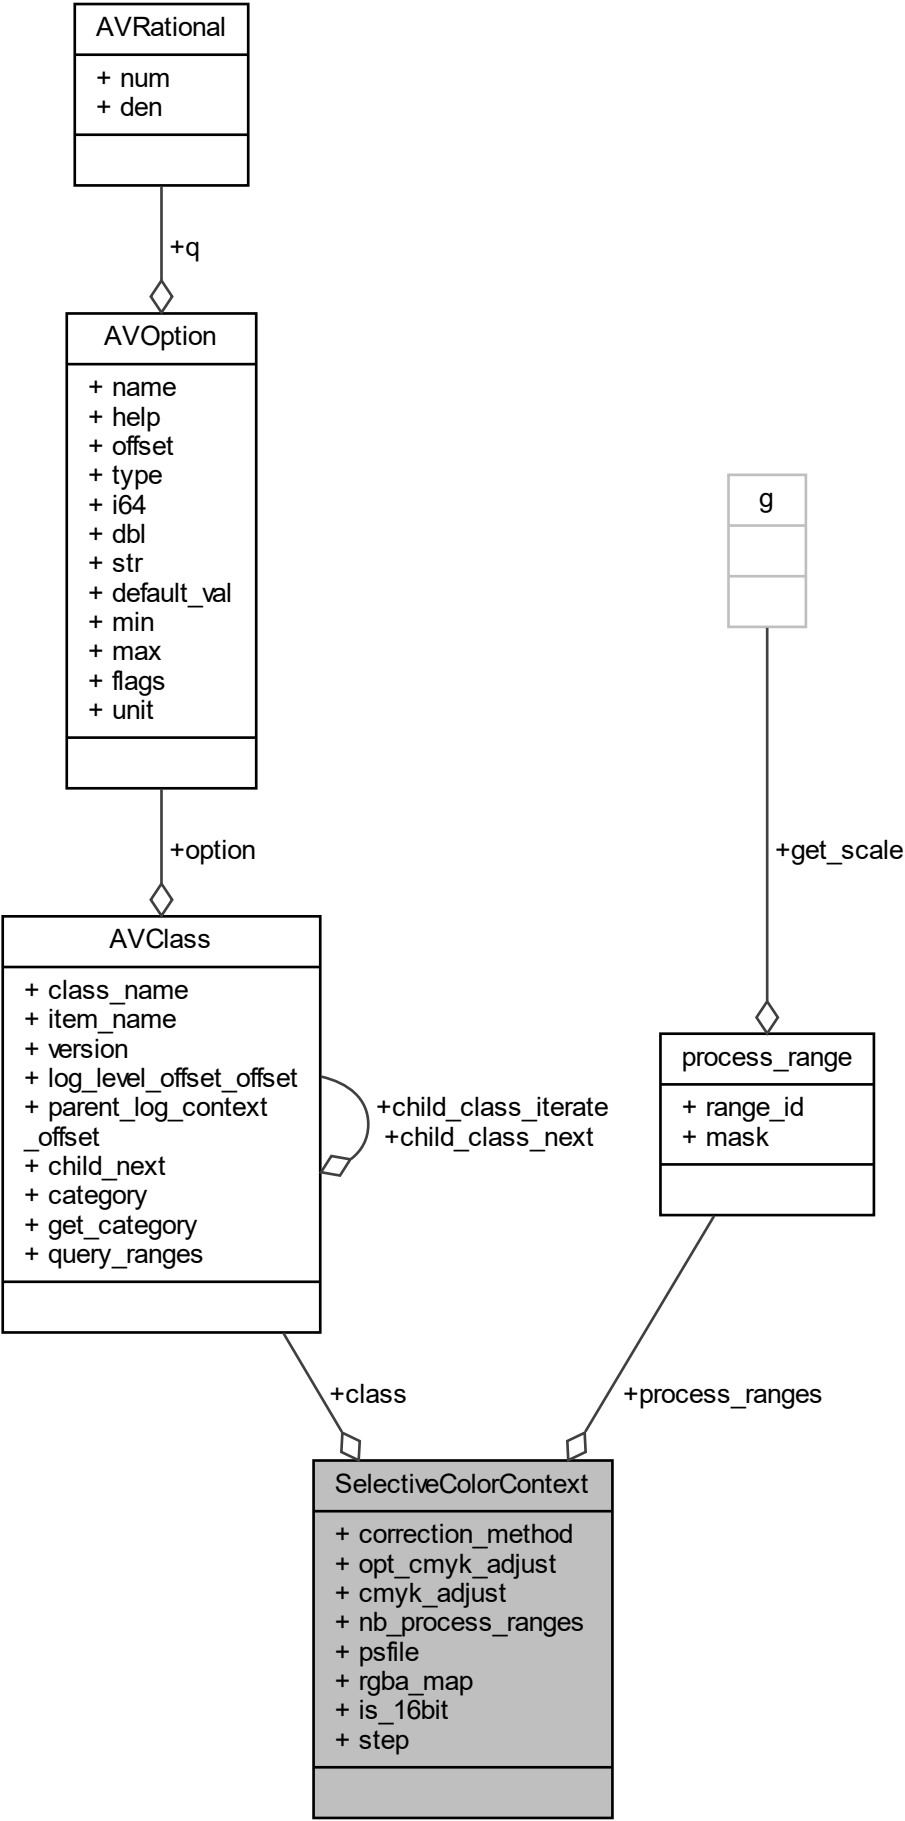 AVRational
+ num
+ den
+q
AVOption
+ name
+ help
+ offset
+ type
+ i64
+ dbl
+ str
+ default_val
+ min
+ max
+ flags
+ unit
g
+option
+get_scale
AVClass
+ class_name
+ item_name
+ version
+ log_level_offset_offset
+ parent_log_context
_offset
+ child_next
+ category
+ get_category
+ query_ranges
+child_class_iterate
+child_class_next
process_range
+ range_id
+ mask
+class
+process_ranges
SelectiveColorContext
+ correction_method
+ opt_cmyk_adjust
+ cmyk_adjust
+ nb_process_ranges
+ psfile
+ rgba_map
+ is_16bit
+ step